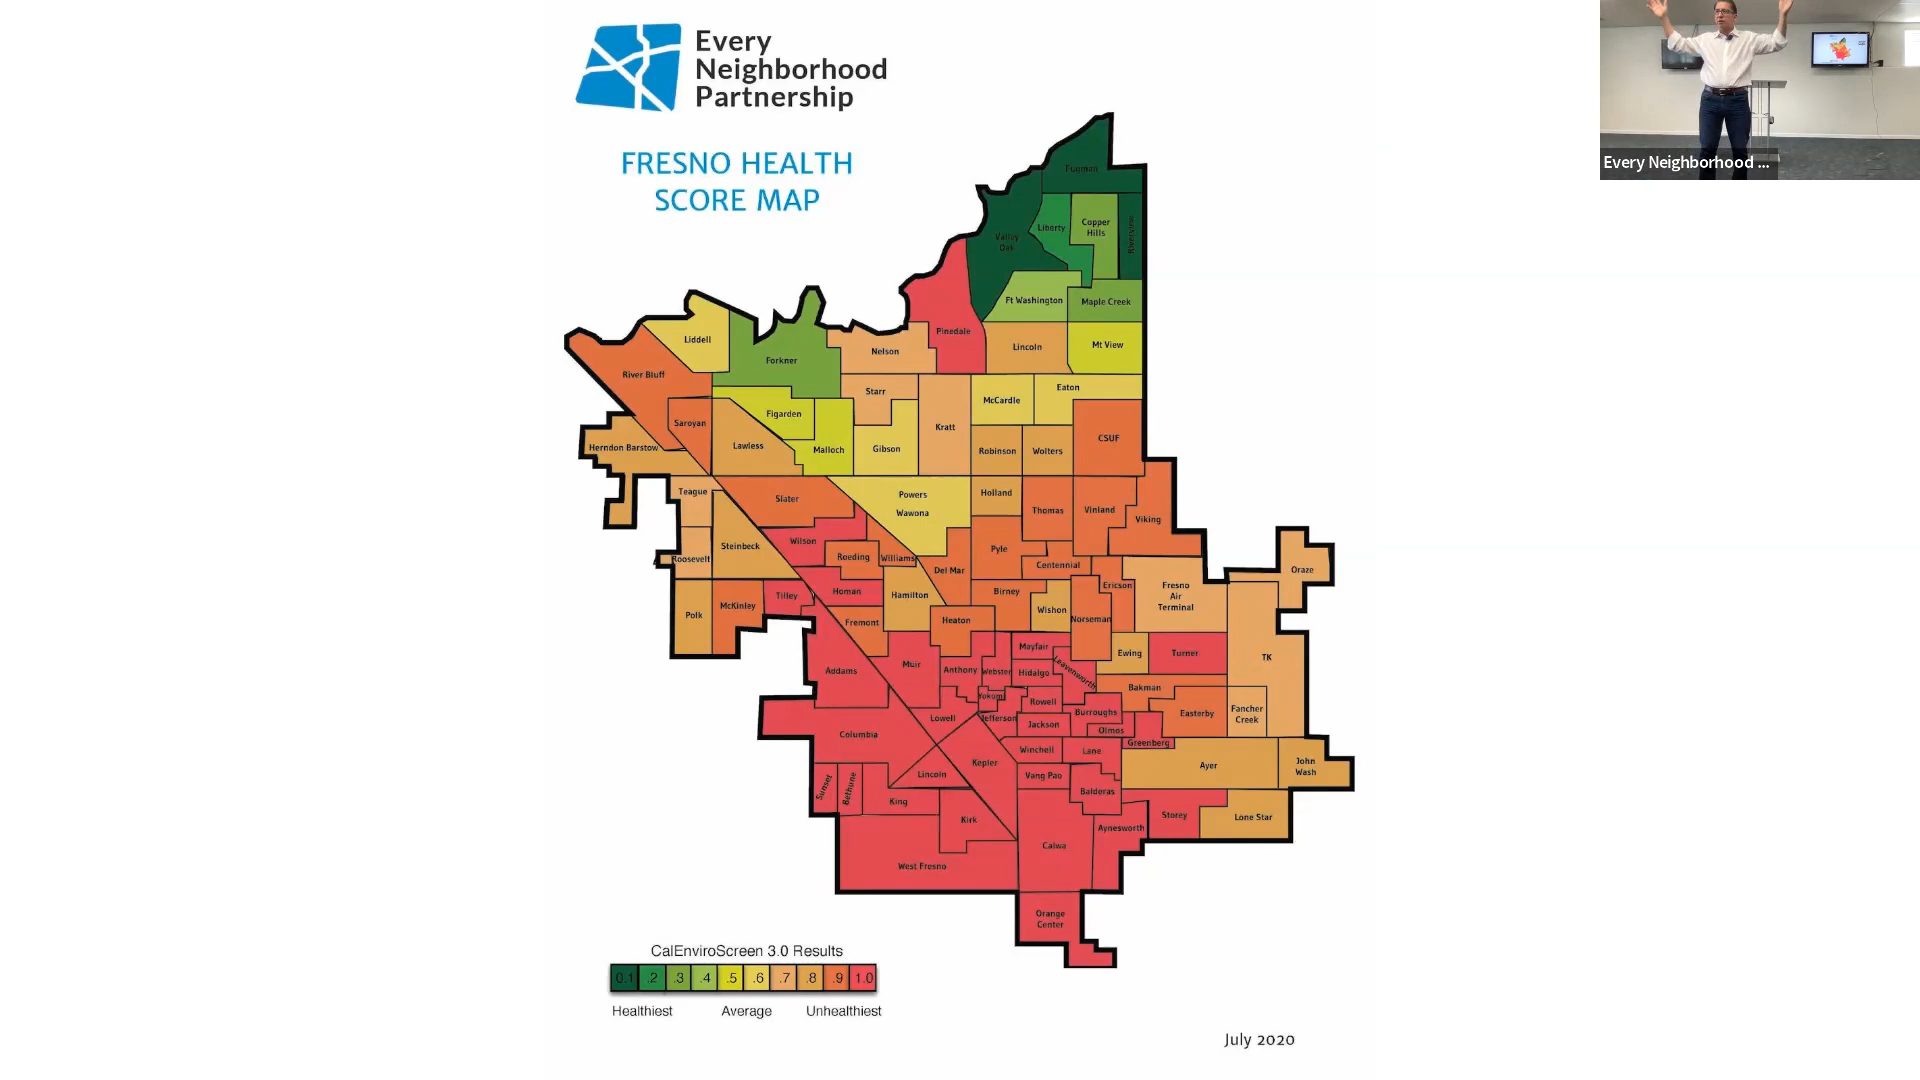 Every
Neighborhood
Partnership
FRESNO HEALTH
SCORE MAP
Every Neighborhood ...
Fugman
Valley
Oak
Liberty
Copper
Hills
Riverview
Ft Washington
Maple Creek
Pinedale
Lincoln
Mt View
Liddell
Forkner
Nelson
River Bluff
Starr
McCardle
Eaton
Figarden
Saroyan
Kratt
CSUF
Herndon Barstow
Lawless
Malloch
Gibson
Robinson
Wolters
Teague
Slater
Powers
Wawona
Holland
Thomas
Vinland
Viking
Wilson
Steinbeck
Roosevelt
Roeding
Williams
Pyle
Del Mar
Centennial
Oraze
Tilley
Homan
Hamilton
Birney
Ericson
Fresno
Air
Terminal
Polk
McKinley
Wishon
Fremont
Heaton
Norseman
Addams
Muir
Anthony
Webster
Mayfair
Hidalgo
Leavenworth
Ewing
Turner
TK
Yokomi
Rowell
Bakman
Lowell
Jefferson
Jackson
Burroughs
Olmos
Easterby
Fancher
Creek
Columbia
Winchell
Lane
Greenberg
Kepler
Ayer
John
Wash
Sunset
Bethune
Lincoln
Vang Pao
Balderas
King
Kirk
Aynesworth
Storey
Lone Star
Calwa
West Fresno
Orange
Center
CalEnviroScreen 3.0 Results
0.1 .2 .3 .4 .5 .6 .7 .8 .9 1.0
Healthiest Average Unhealthiest
July 2020